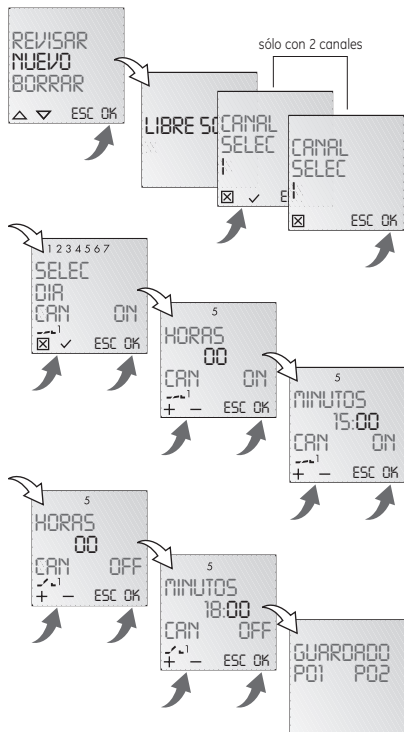 REVISAR
NUEVO
BORRAR
ESC OK
sólo con 2 canales
LIBRE 50
CANAL
SELEC
1
E
CANAL
SELEC
1
ESC OK
1 2 3 4 5 6 7
SELEC
DIA
CAN ON
1
ESC OK
5
HORAS
00
CAN ON
1
+ − ESC OK
5
MINUTOS
15:00
CAN ON
1
+ − ESC OK
5
HORAS
00
CAN OFF
1
+ − ESC OK
5
MINUTOS
18:00
CAN OFF
1
+ − ESC OK
GUARDADO
P01 P02